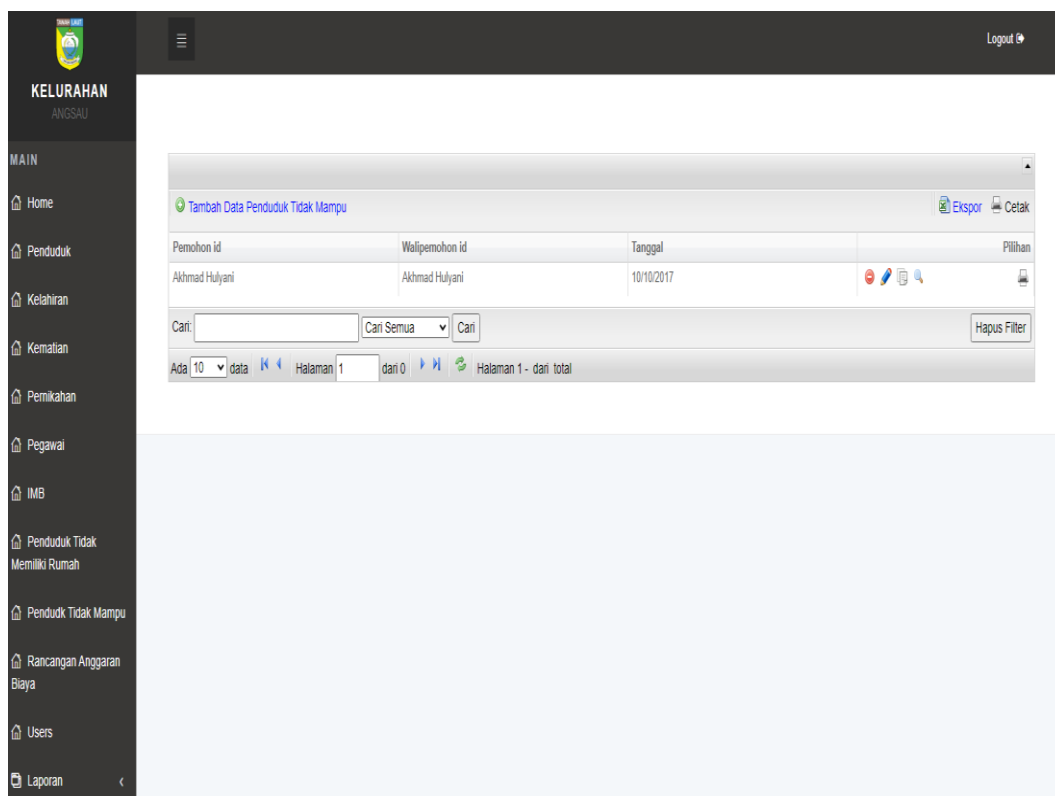 TANAH LAUT
KELURAHAN
ANGSAU
MAIN
Home
Penduduk
Kelahiran
Kematian
Pernikahan
Pegawai
IMB
Penduduk Tidak
Memiliki Rumah
Pendudk Tidak Mampu
Rancangan Anggaran
Biaya
Users
Laporan
Logout
Tambah Data Penduduk Tidak Mampu Ekspor Cetak
Pemohon id Walipemohon id Tanggal Pilihan
Akhmad Hulyani Akhmad Hulyani 10/10/2017
Cari: Cari Semua Cari Hapus Filter
Ada 10 data Halaman 1 dari 0 Halaman 1 - dari total